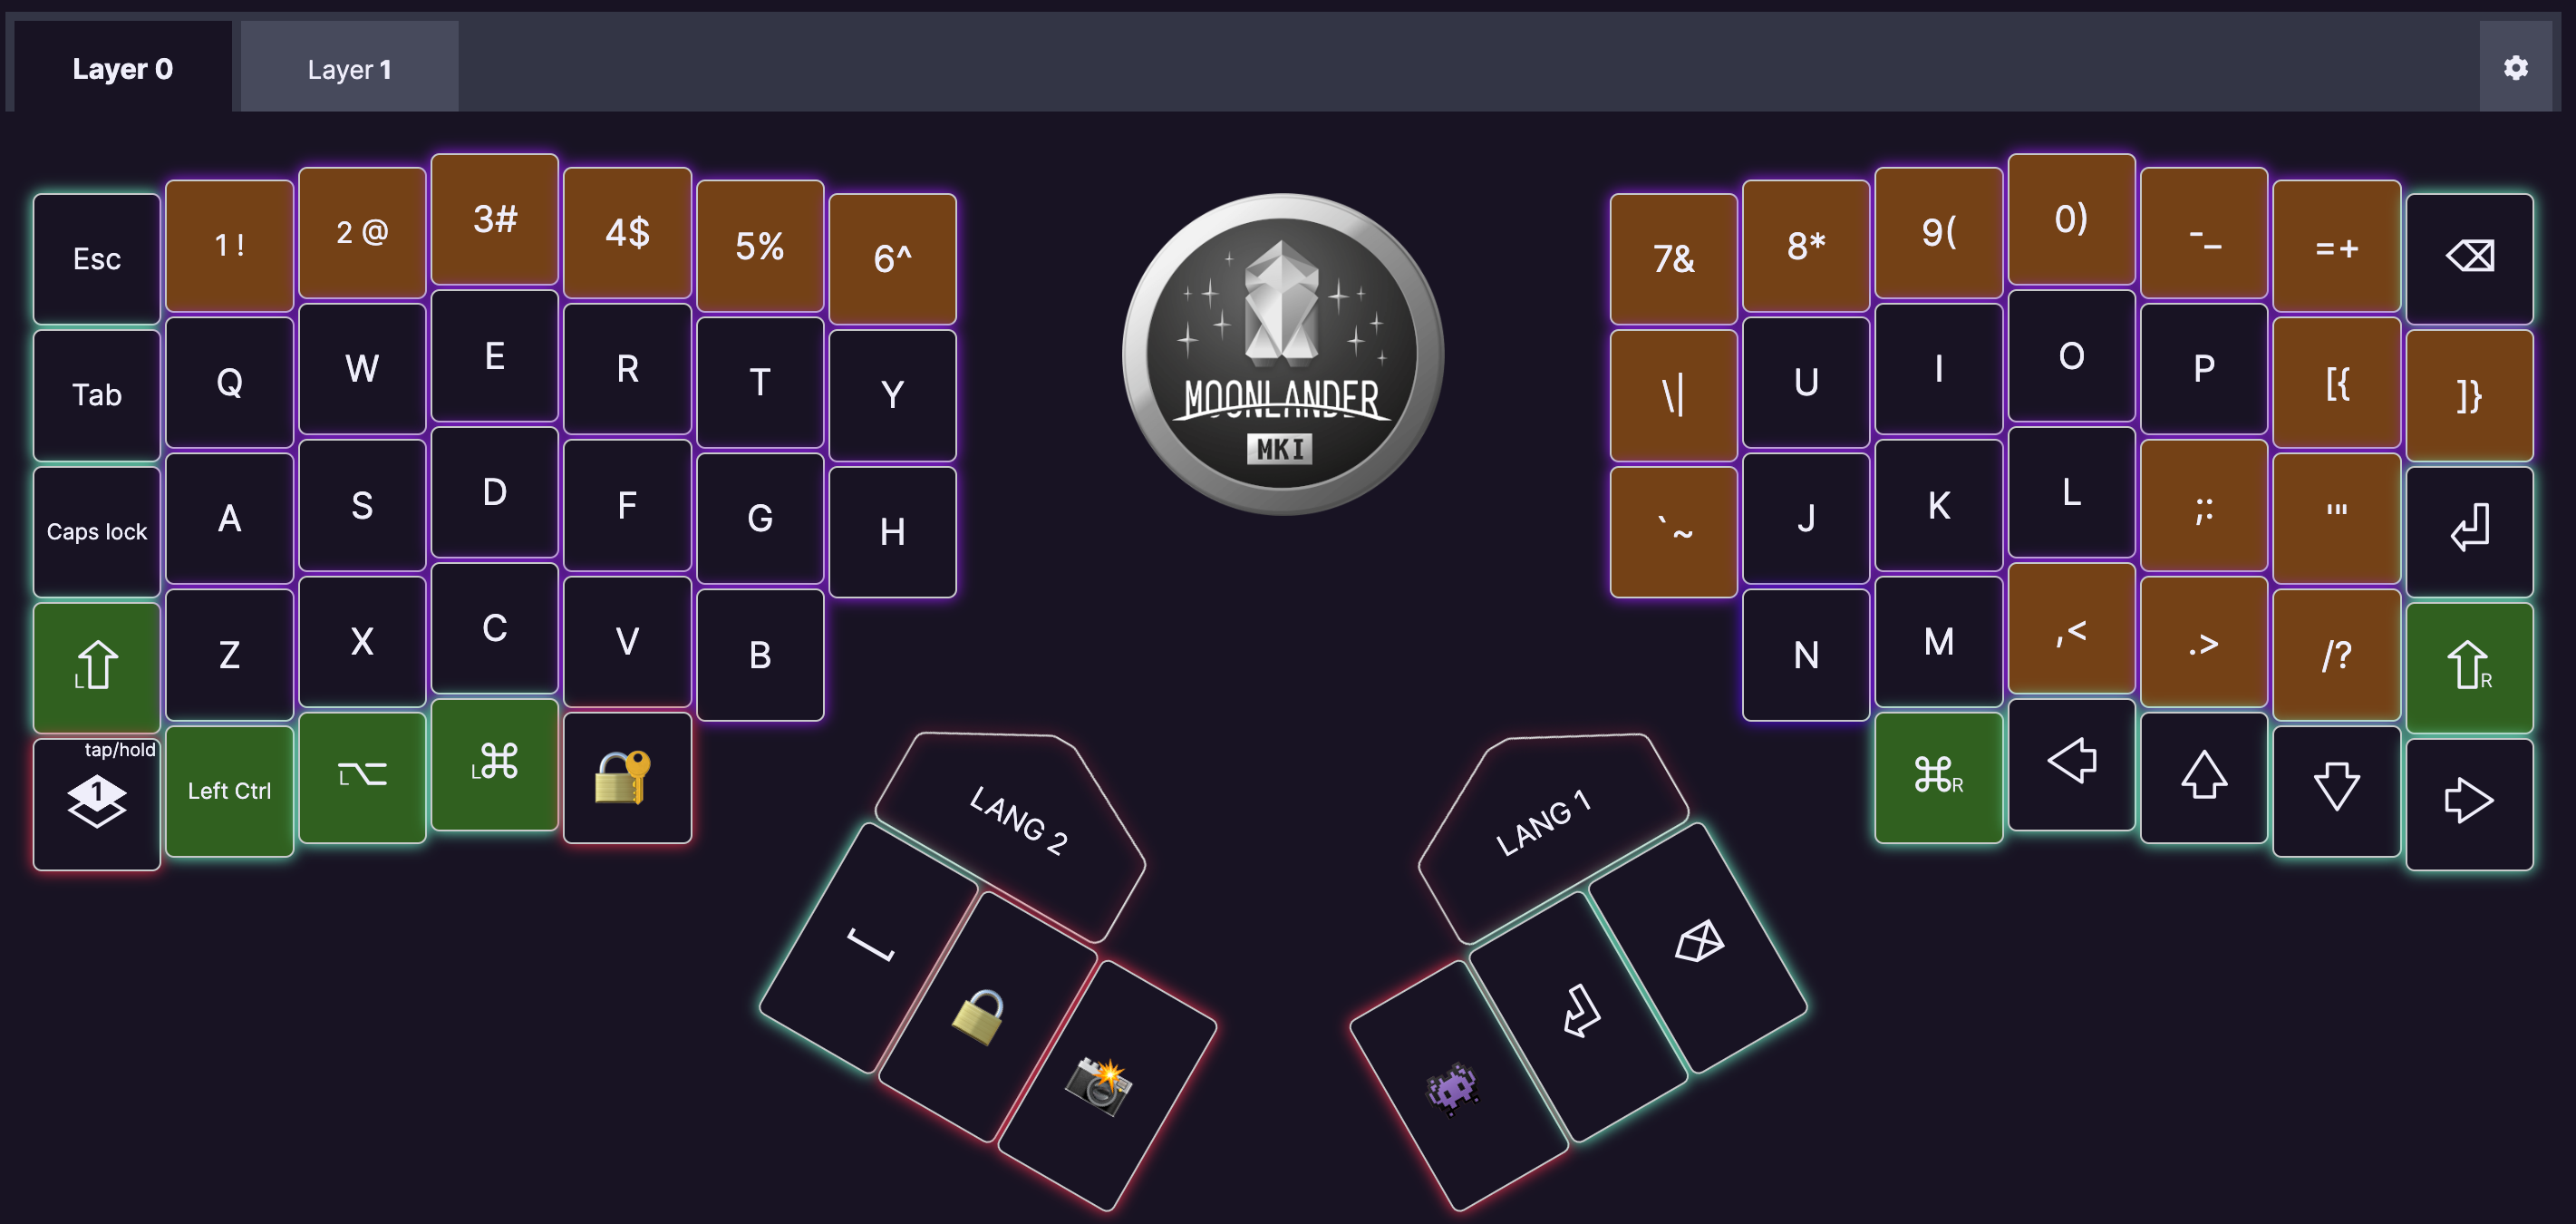 Layer 0 Layer 1
Esc 1 ! 2 @ 3# 4$ 5% 6^ 7& 8* 9( 0) -_ =+
Tab Q W E R T Y \| U I O P [{ ]}
Caps lock A S D F G H `~ J K L ;: '"
L Z X C V B N M ,< .> /? R
tap/hold
1 Left Ctrl L L R
LANG 2 LANG 1
MOONLANDER
MKI